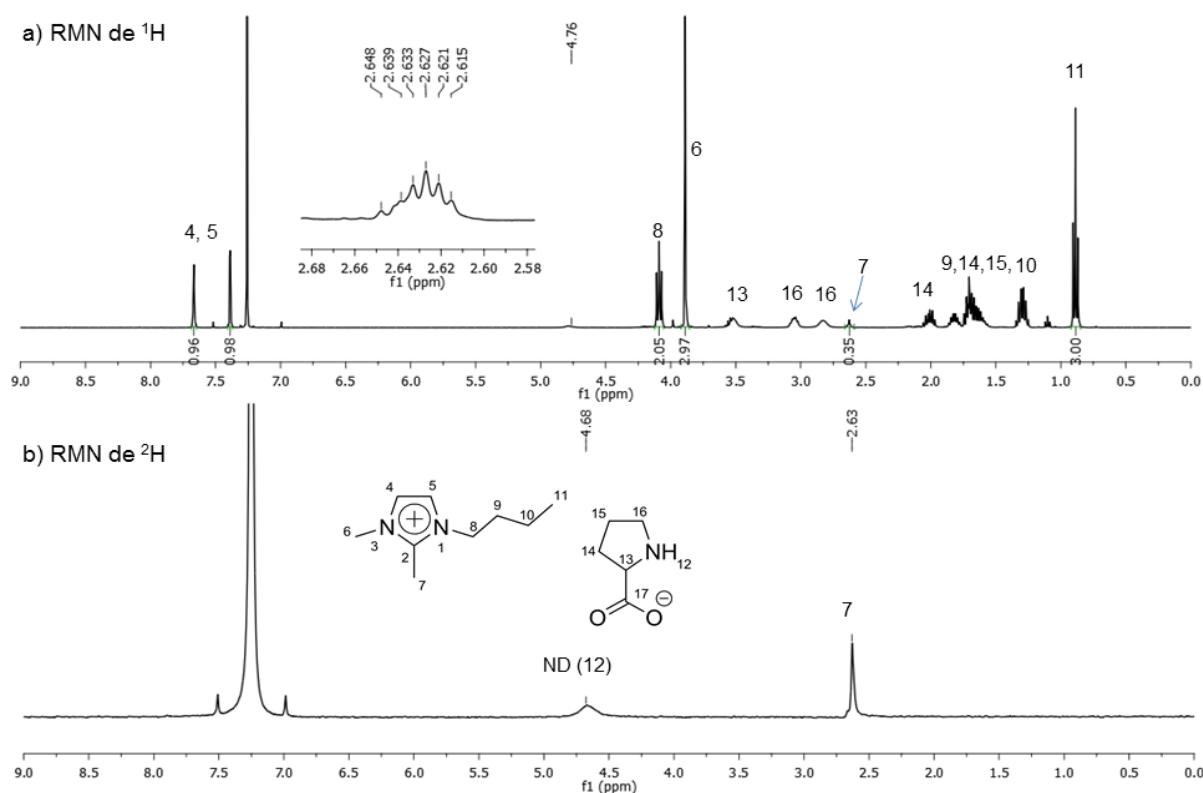 a) RMN de ¹H
2.648 2.639 2.633 2.627 2.621 2.615
—4.76
4, 5
8
6
13
16
16
7
14
9,14,15, 10
11
2.68 2.66 2.64 2.62 2.60 2.58
f1 (ppm)
0.96 0.98 2.05 2.97 0.35 3.00
9.0 8.5 8.0 7.5 7.0 6.5 6.0 5.5 5.0 4.5 4.0 3.5 3.0 2.5 2.0 1.5 1.0 0.5 0.0
f1 (ppm)
b) RMN de ²H
—4.68
—2.63
4 5 9 11
6 N 3 + N 1 8 10
2
7
15 16
14 13 NH 12
17
O O ⊖
ND (12)
7
9.0 8.5 8.0 7.5 7.0 6.5 6.0 5.5 5.0 4.5 4.0 3.5 3.0 2.5 2.0 1.5 1.0 0.5 0.0
f1 (ppm)